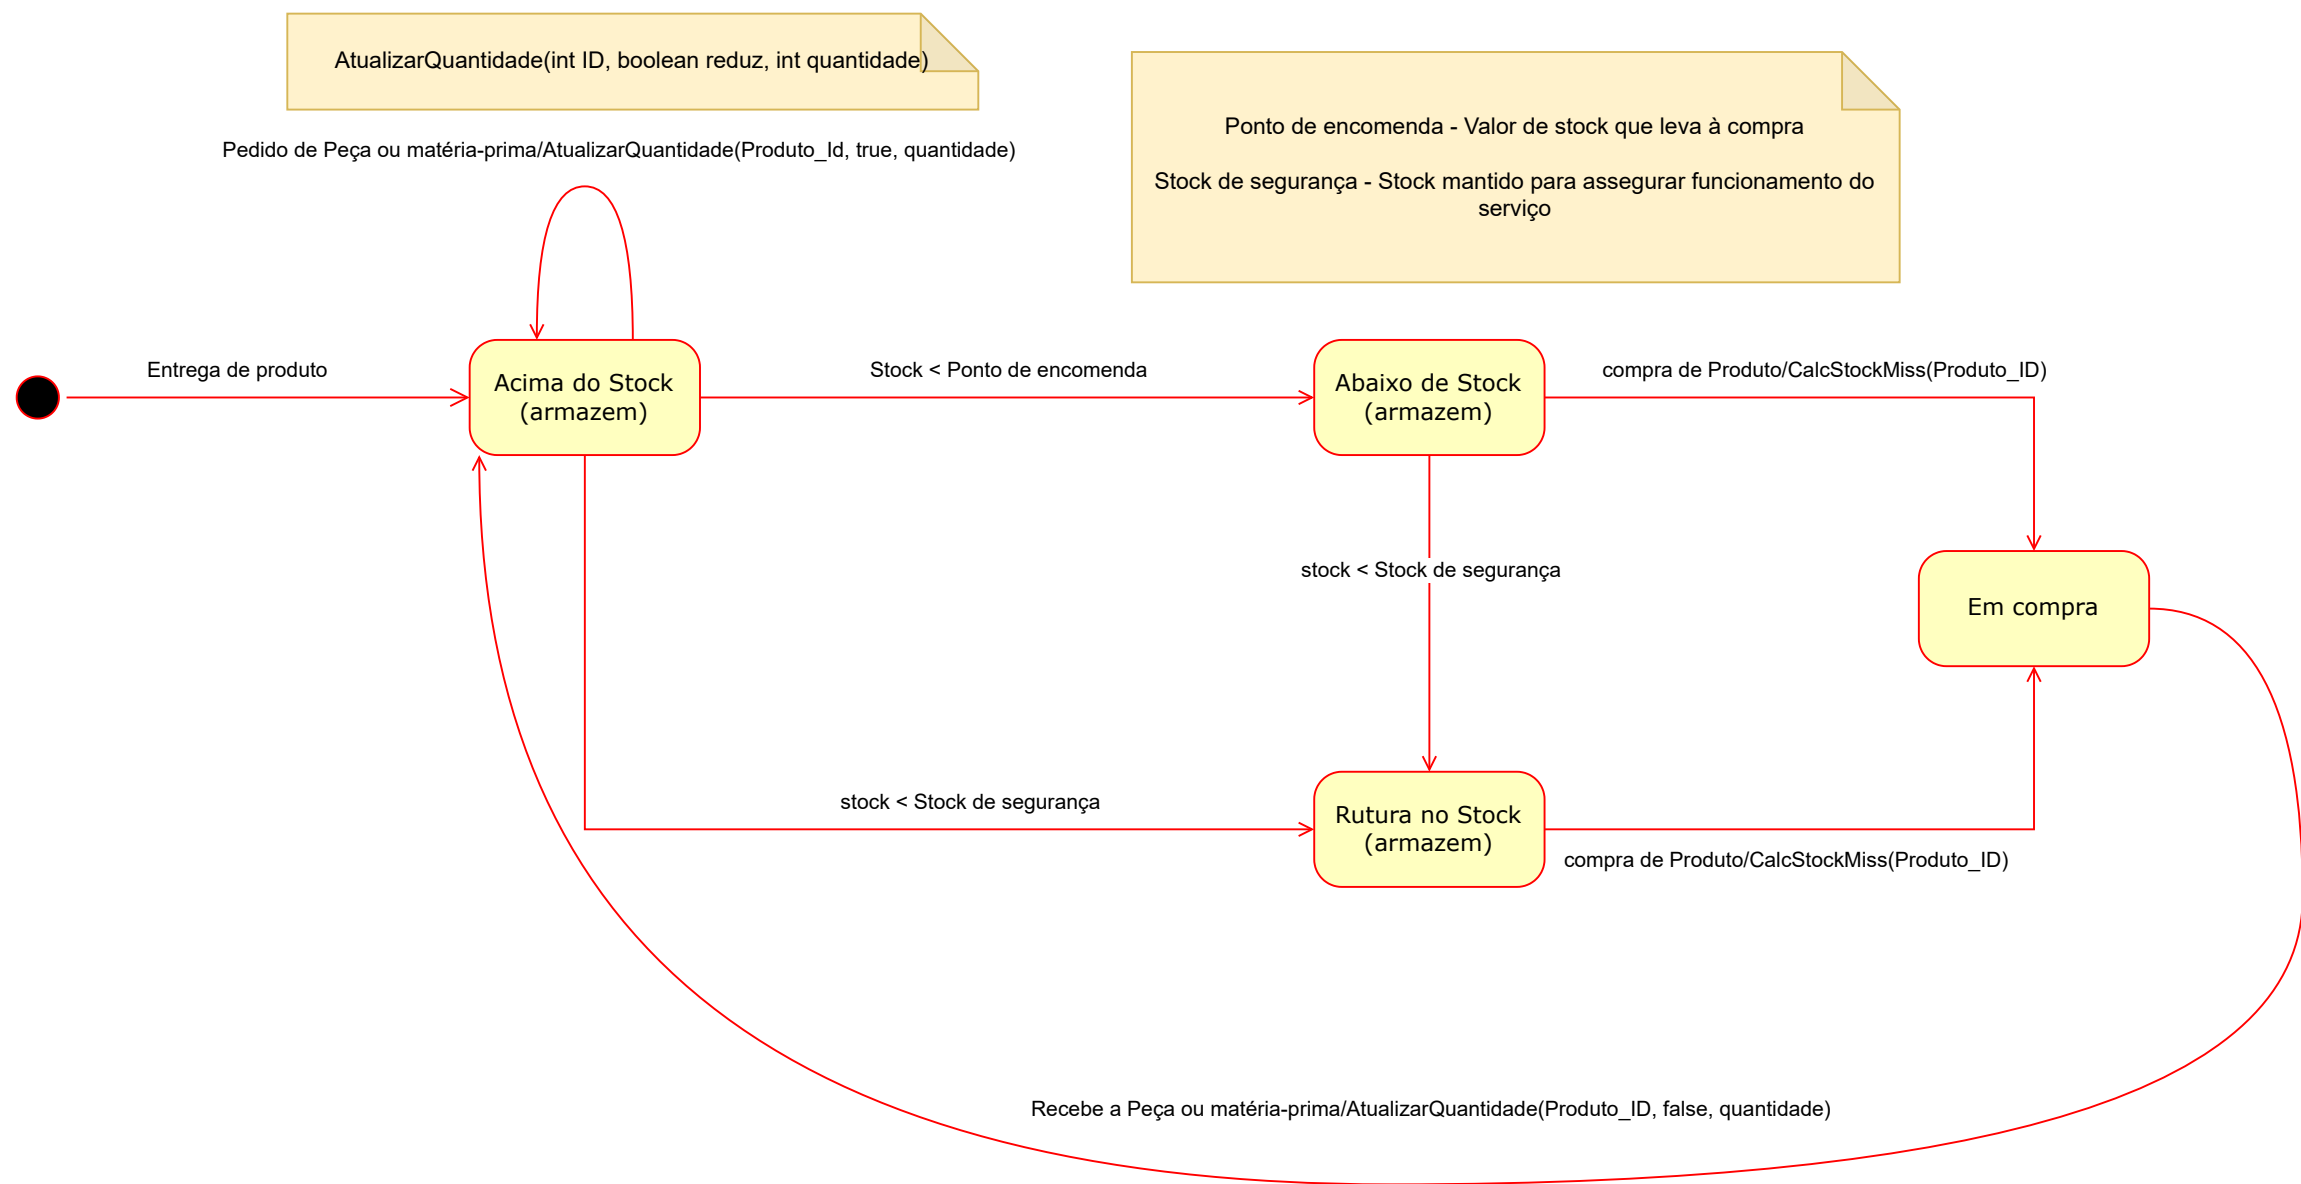 AtualizarQuantidade(int ID, boolean reduz, int quantidade)
Ponto de encomenda - Valor de stock que leva à compra
Stock de segurança - Stock mantido para assegurar funcionamento do
serviço
Pedido de Peça ou matéria-prima/AtualizarQuantidade(Produto_Id, true, quantidade)
Entrega de produto
Acima do Stock
(armazem)
Stock < Ponto de encomenda
Abaixo de Stock
(armazem)
compra de Produto/CalcStockMiss(Produto_ID)
stock < Stock de segurança
Em compra
stock < Stock de segurança
Rutura no Stock
(armazem)
compra de Produto/CalcStockMiss(Produto_ID)
Recebe a Peça ou matéria-prima/AtualizarQuantidade(Produto_ID, false, quantidade)